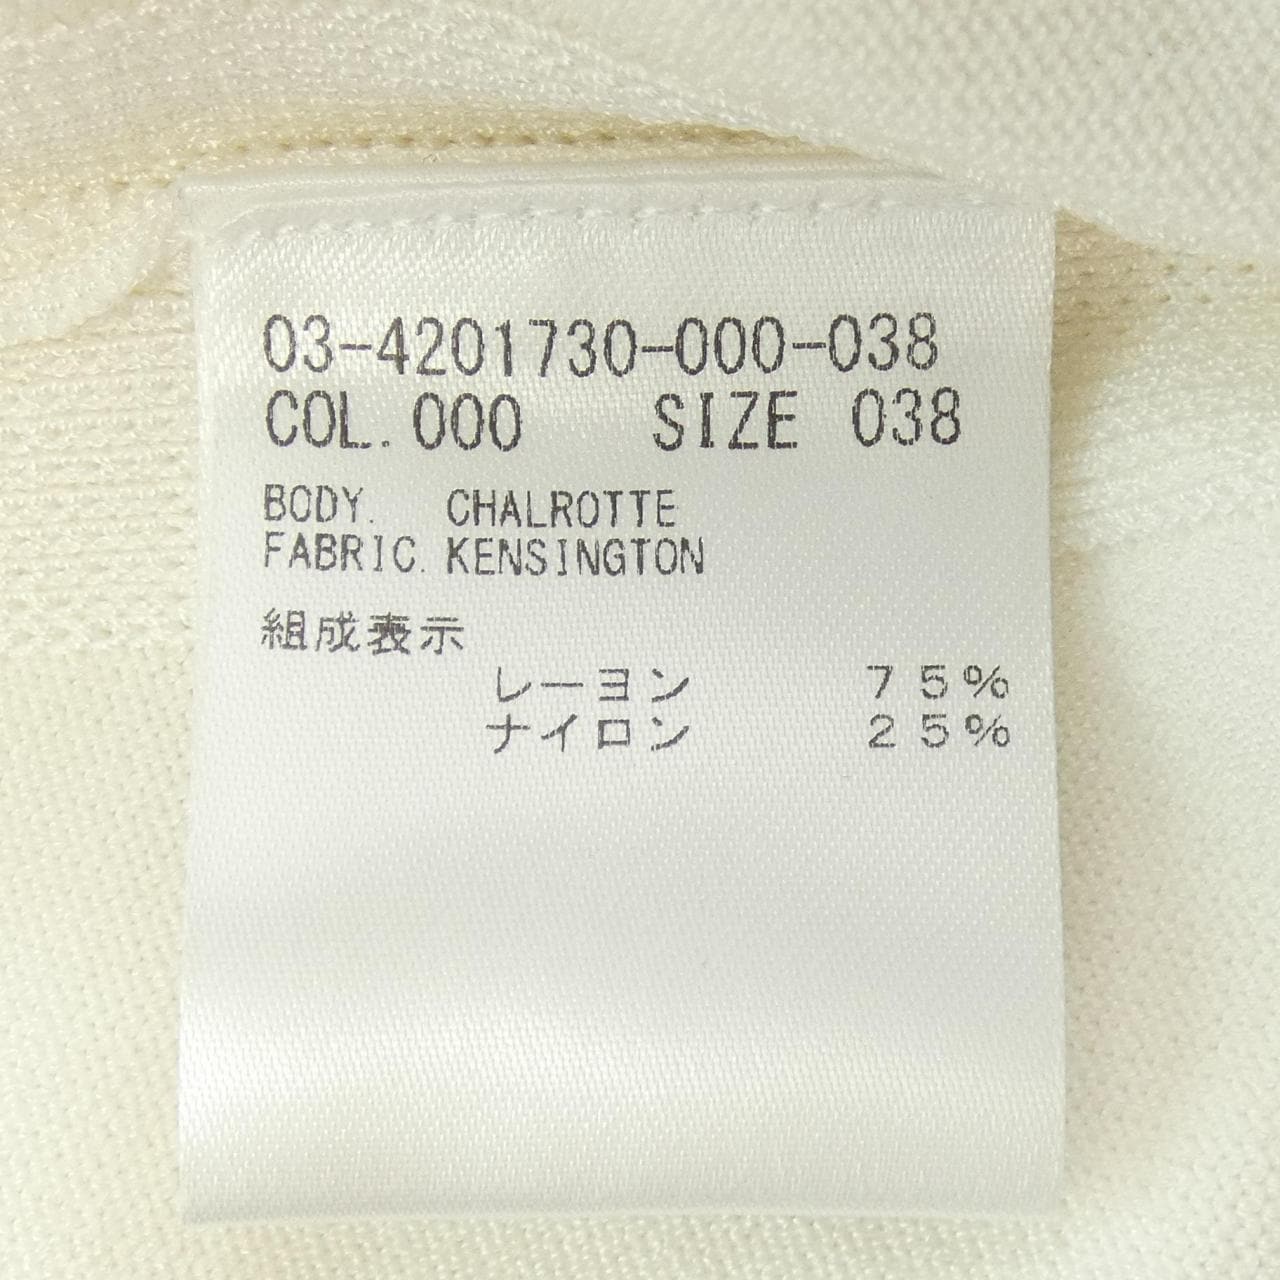 03-4201730-000-038
COL. 000 SIZE 038
BODY. CHALROTTE
FABRIC. KENSINGTON
組成表示
レーヨン 75%
ナイロン 25%